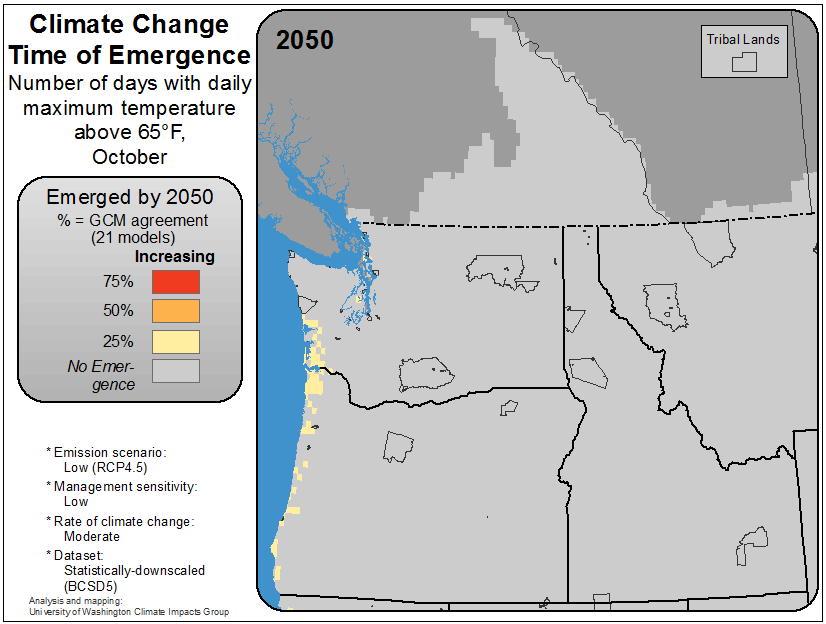 Climate Change
Time of Emergence
Number of days with daily
maximum temperature
above 65°F,
October
Emerged by 2050
% = GCM agreement
(21 models)
Increasing
75%
50%
25%
No Emer-
gence
* Emission scenario:
Low (RCP4.5)
* Management sensitivity:
Low
* Rate of climate change:
Moderate
* Dataset:
Statistically-downscaled
(BCSD5)
Analysis and mapping:
University of Washington Climate Impacts Group
2050
Tribal Lands